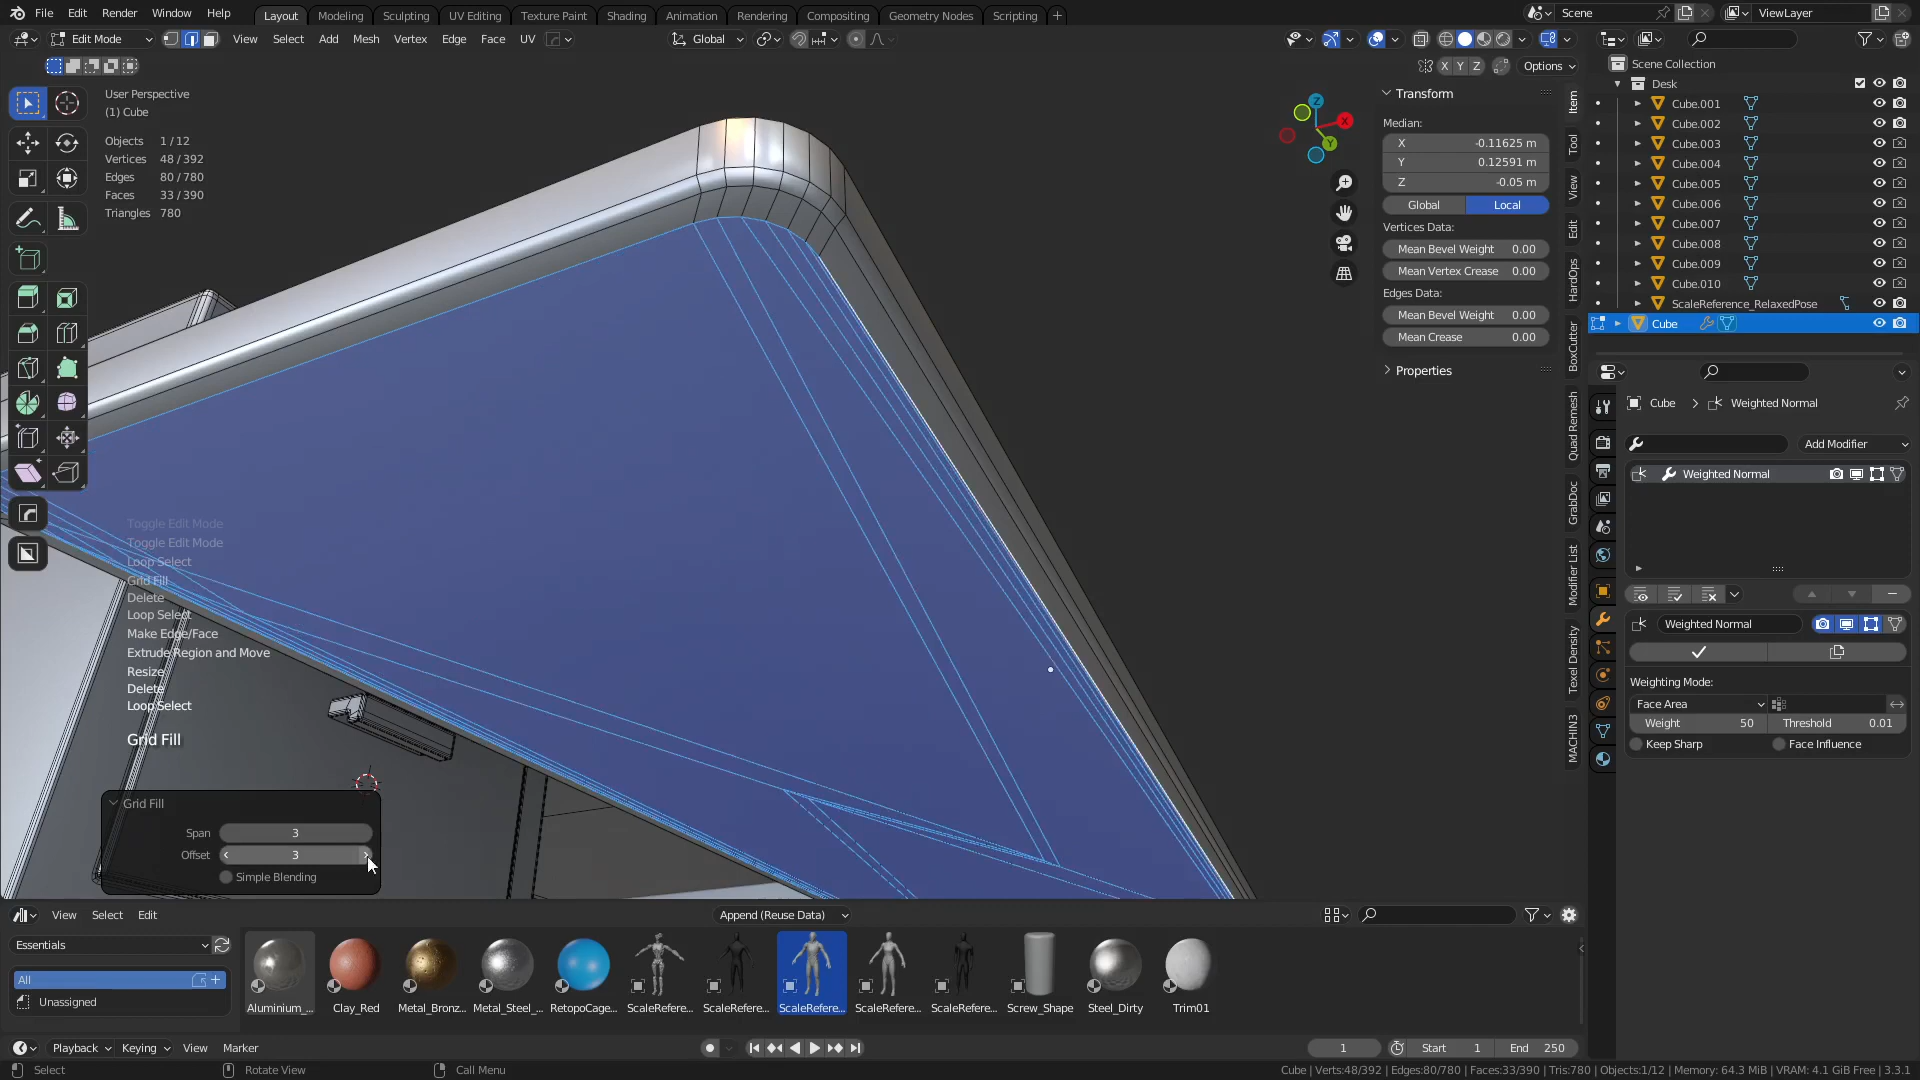 File Edit Render Window Help Layout Modeling Sculpting UV Editing Texture Paint Shading Animation Rendering Compositing Geometry Nodes Scripting + Scene ViewLayer
Edit Mode View Select Add Mesh Vertex Edge Face UV Global
X Y Z Options
User Perspective
(1) Cube
Objects 1 / 12
Vertices 48 / 392
Edges 80 / 780
Faces 33 / 390
Triangles 780
Z
X
Y
Toggle Edit Mode
Toggle Edit Mode
Loop Select
Grid Fill
Delete
Loop Select
Make Edge/Face
Extrude Region and Move
Resize
Delete
Loop Select
Grid Fill
Grid Fill
Span 3
Offset 3
Simple Blending
Transform
Median:
X -0.11625 m
Y 0.12591 m
Z -0.05 m
Global Local
Vertices Data:
Mean Bevel Weight 0.00
Mean Vertex Crease 0.00
Edges Data:
Mean Bevel Weight 0.00
Mean Crease 0.00
Properties
Item
Tool
View
Edit
HardOps
BoxCutter
Quad Remesh
GrabDoc
Modifier List
Texel Density
MACHIN3
Scene Collection
Desk
Cube.001
Cube.002
Cube.003
Cube.004
Cube.005
Cube.006
Cube.007
Cube.008
Cube.009
Cube.010
ScaleReference_RelaxedPose
Cube
Cube > Weighted Normal
Add Modifier
Weighted Normal
Weighted Normal
Weighting Mode:
Face Area
Weight 50 Threshold 0.01
Keep Sharp Face Influence
View Select Edit Append (Reuse Data)
Essentials
All
Unassigned
Aluminium_... Clay_Red Metal_Bronz... Metal_Steel_... RetopoCage... ScaleRefere... ScaleRefere... ScaleRefere... ScaleRefere... ScaleRefere... Screw_Shape Steel_Dirty Trim01
Playback Keying View Marker 1 Start 1 End 250
Select Rotate View Call Menu Cube | Verts:48/392 | Edges:80/780 | Faces:33/390 | Tris:780 | Objects:1/12 | Memory: 64.3 MiB | VRAM: 4.1 GiB Free | 3.3.1